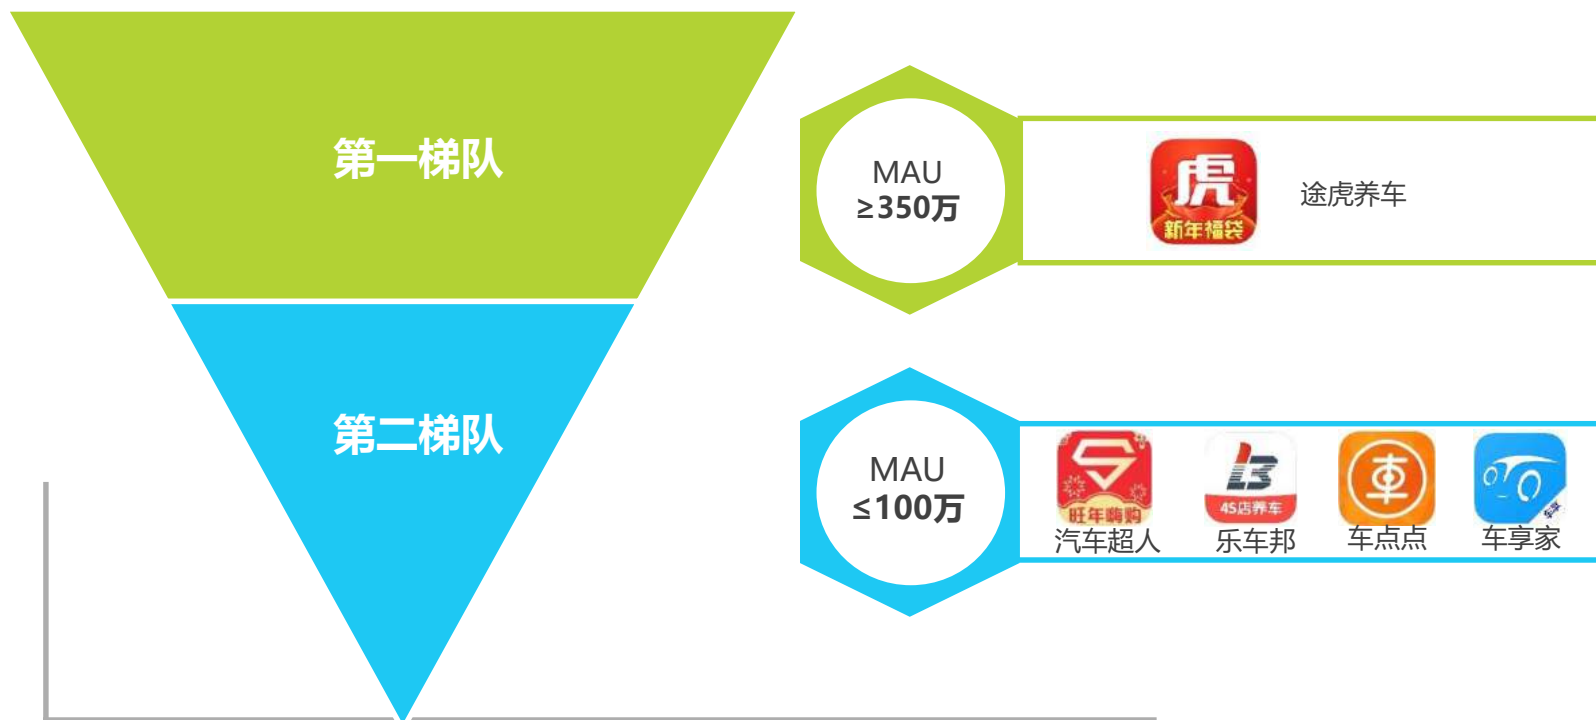 第一梯队
MAU
≥350万
虎
新年福袋
途虎养车
第二梯队
MAU
≤100万
旺年嗨购
4S店养车
車
汽车超人
乐车邦
车点点
车享家